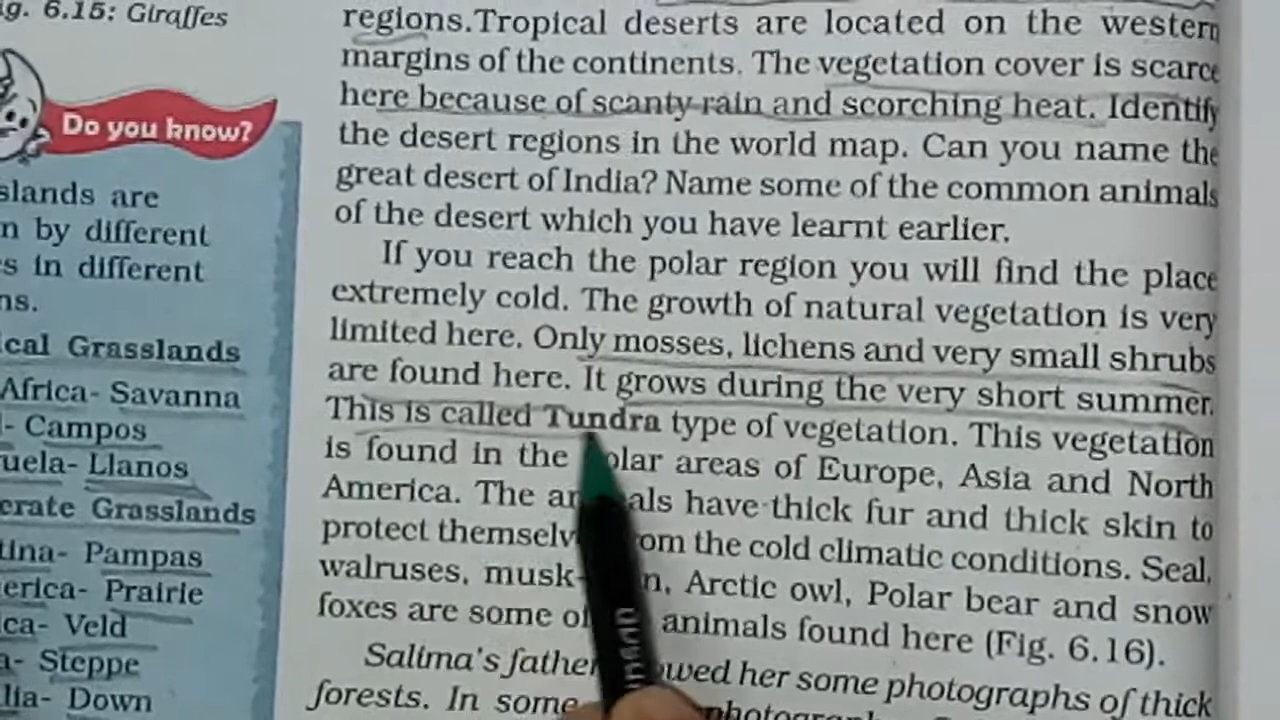 g. 6.15: Giraffes
Do you know?
slands are
n by different
s in different
ns.
cal Grasslands
Africa- Savanna
l- Campos
uela- Llanos
erate Grasslands
tina- Pampas
erica- Prairie
ca- Veld
a- Steppe
lia- Down
regions.Tropical deserts are located on the western
margins of the continents. The vegetation cover is scarce
here because of scanty rain and scorching heat. Identify
the desert regions in the world map. Can you name the
great desert of India? Name some of the common animals
of the desert which you have learnt earlier.
If you reach the polar region you will find the place
extremely cold. The growth of natural vegetation is very
limited here. Only mosses, lichens and very small shrubs
are found here. It grows during the very short summer.
This is called Tundra type of vegetation. This vegetation
is found in the olar areas of Europe, Asia and North
America. The an als have thick fur and thick skin to
protect themselv om the cold climatic conditions. Seal,
walruses, musk- n, Arctic owl, Polar bear and snow
foxes are some of animals found here (Fig. 6.16).
Salima's father owed her some photographs of thick
forests. In some photograph